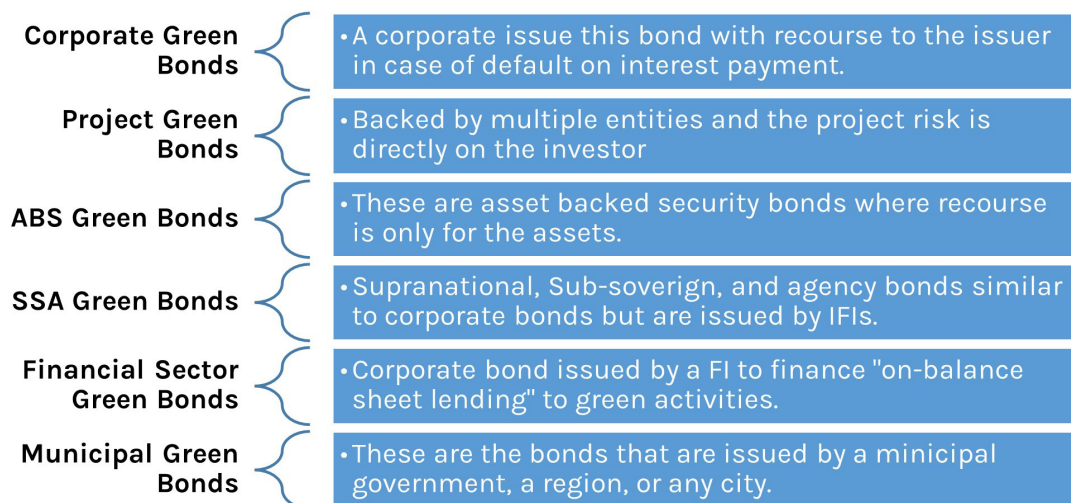 Corporate Green
Bonds
• A corporate issue this bond with recourse to the issuer
in case of default on interest payment.
Project Green
Bonds
• Backed by multiple entities and the project risk is
directly on the investor
ABS Green Bonds
• These are asset backed security bonds where recourse
is only for the assets.
SSA Green Bonds
• Supranational, Sub-soverign, and agency bonds similar
to corporate bonds but are issued by IFIs.
Financial Sector
Green Bonds
• Corporate bond issued by a FI to finance "on-balance
sheet lending" to green activities.
Municipal Green
Bonds
• These are the bonds that are issued by a minicipal
government, a region, or any city.